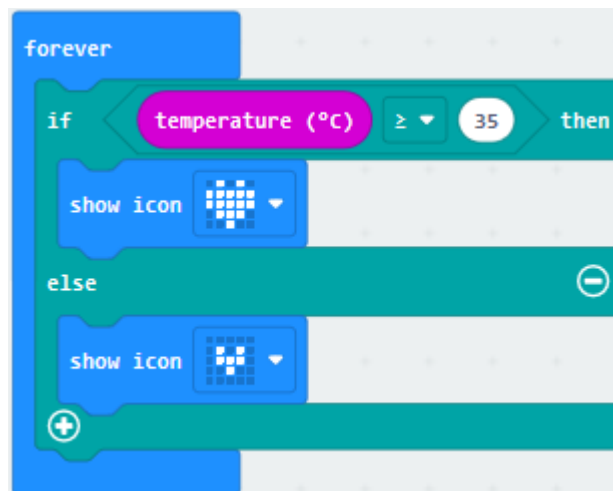 forever
if temperature (°C) ≥ 35 then
show icon
else
show icon